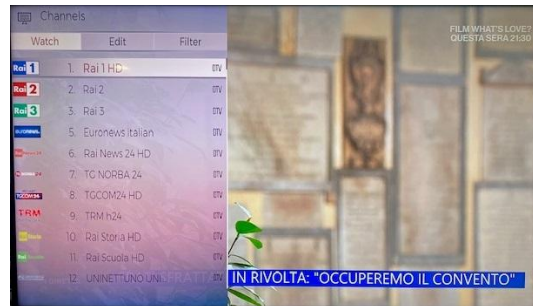 Channels
Watch Edit Filter
Rai 1 1. Rai 1 HD DTV
Rai 2 2. Rai 2 DTV
Rai 3 3. Rai 3 DTV
EURONEWS. 5. Euronews italian DTV
6. Rai News 24 HD DTV
7. TG NORBA 24 DTV
TGCOM24 8. TGCOM24 HD DTV
TRM 9. TRM h24 DTV
10. Rai Storia HD DTV
11. Rai Scuola HD DTV
12. UNINETTUNO UNI DTV
FILM WHAT'S LOVE?
QUESTA SERA 21:30
IN RIVOLTA: "OCCUPEREMO IL CONVENTO"